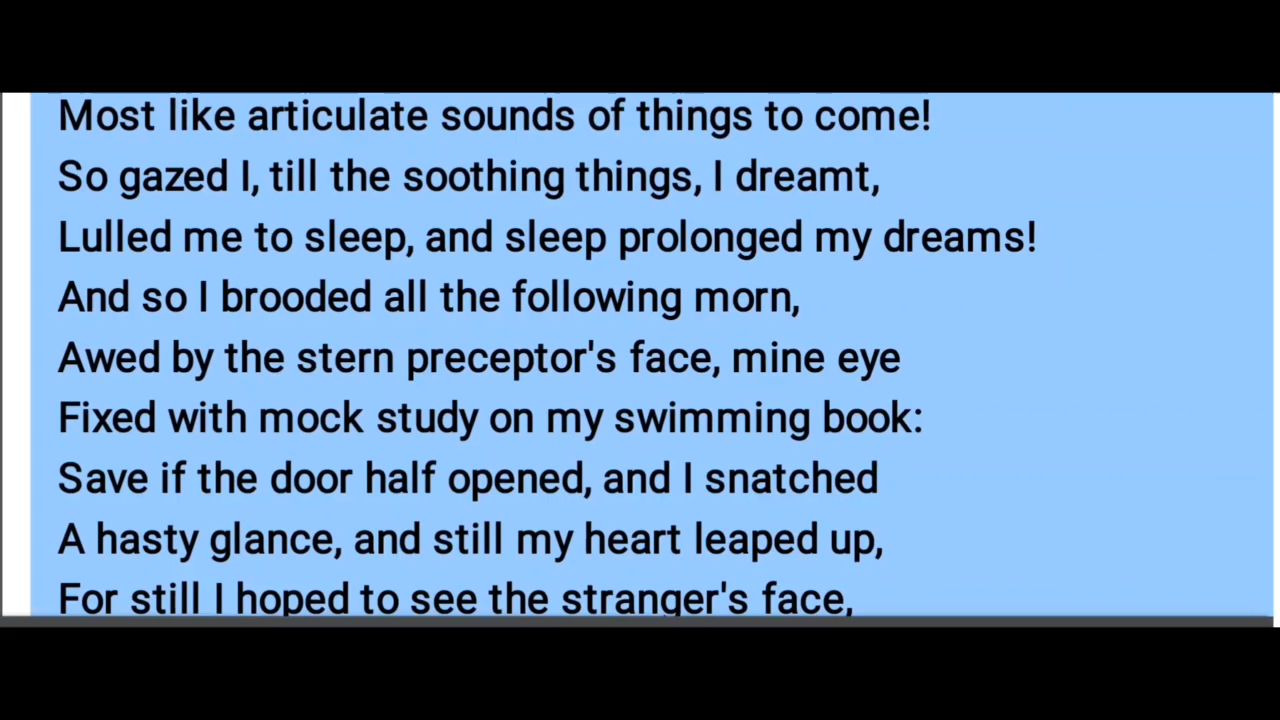 Most like articulate sounds of things to come!
So gazed I, till the soothing things, I dreamt,
Lulled me to sleep, and sleep prolonged my dreams!
And so I brooded all the following morn,
Awed by the stern preceptor's face, mine eye
Fixed with mock study on my swimming book:
Save if the door half opened, and I snatched
A hasty glance, and still my heart leaped up,
For still I hoped to see the stranger's face,